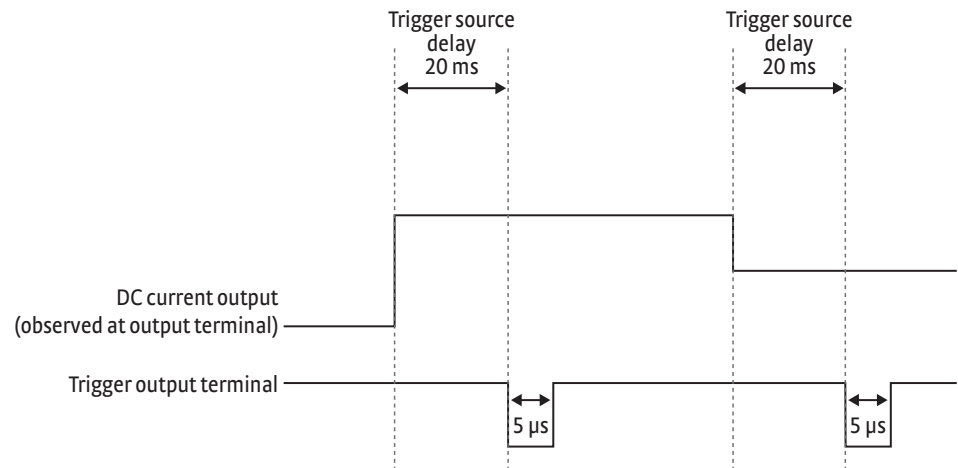 Trigger source
delay
20 ms
Trigger source
delay
20 ms
DC current output
(observed at output terminal)
Trigger output terminal
5 µs
5 µs